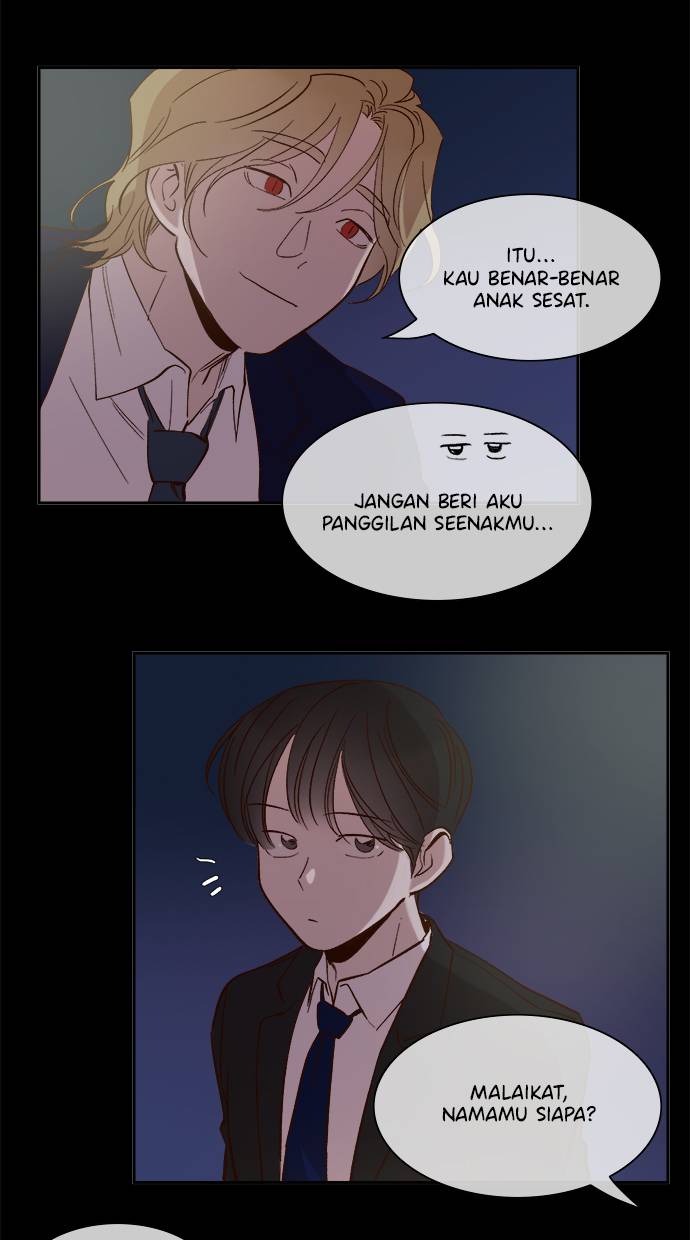 ITU...
KAU BENAR-BENAR
ANAK SESAT.
JANGAN BERI AKU
PANGGILAN SEENAKMU...
MALAIKAT,
NAMAMU SIAPA?